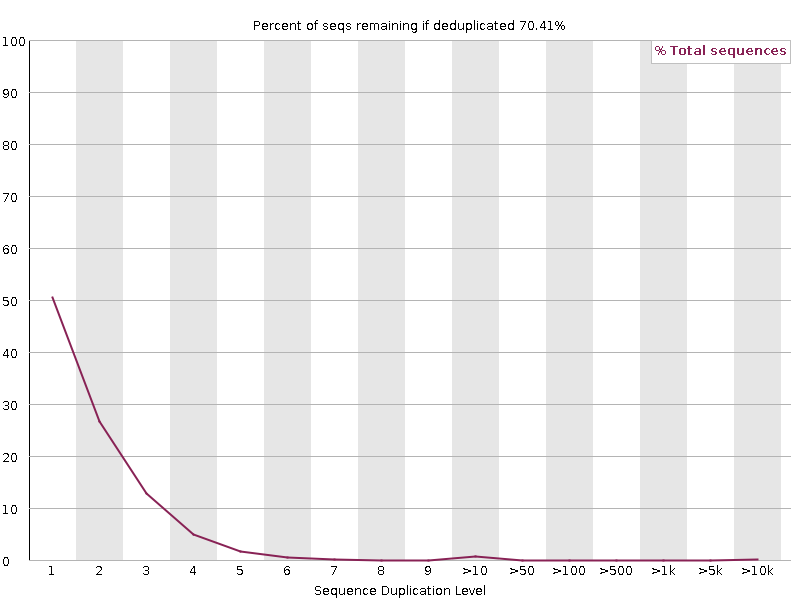 Percent of seqs remaining if deduplicated 70.41%
% Total sequences
100
90
80
70
60
50
40
30
20
10
0
1 2 3 4 5 6 7 8 9 >10 >50 >100 >500 >1k >5k >10k
Sequence Duplication Level